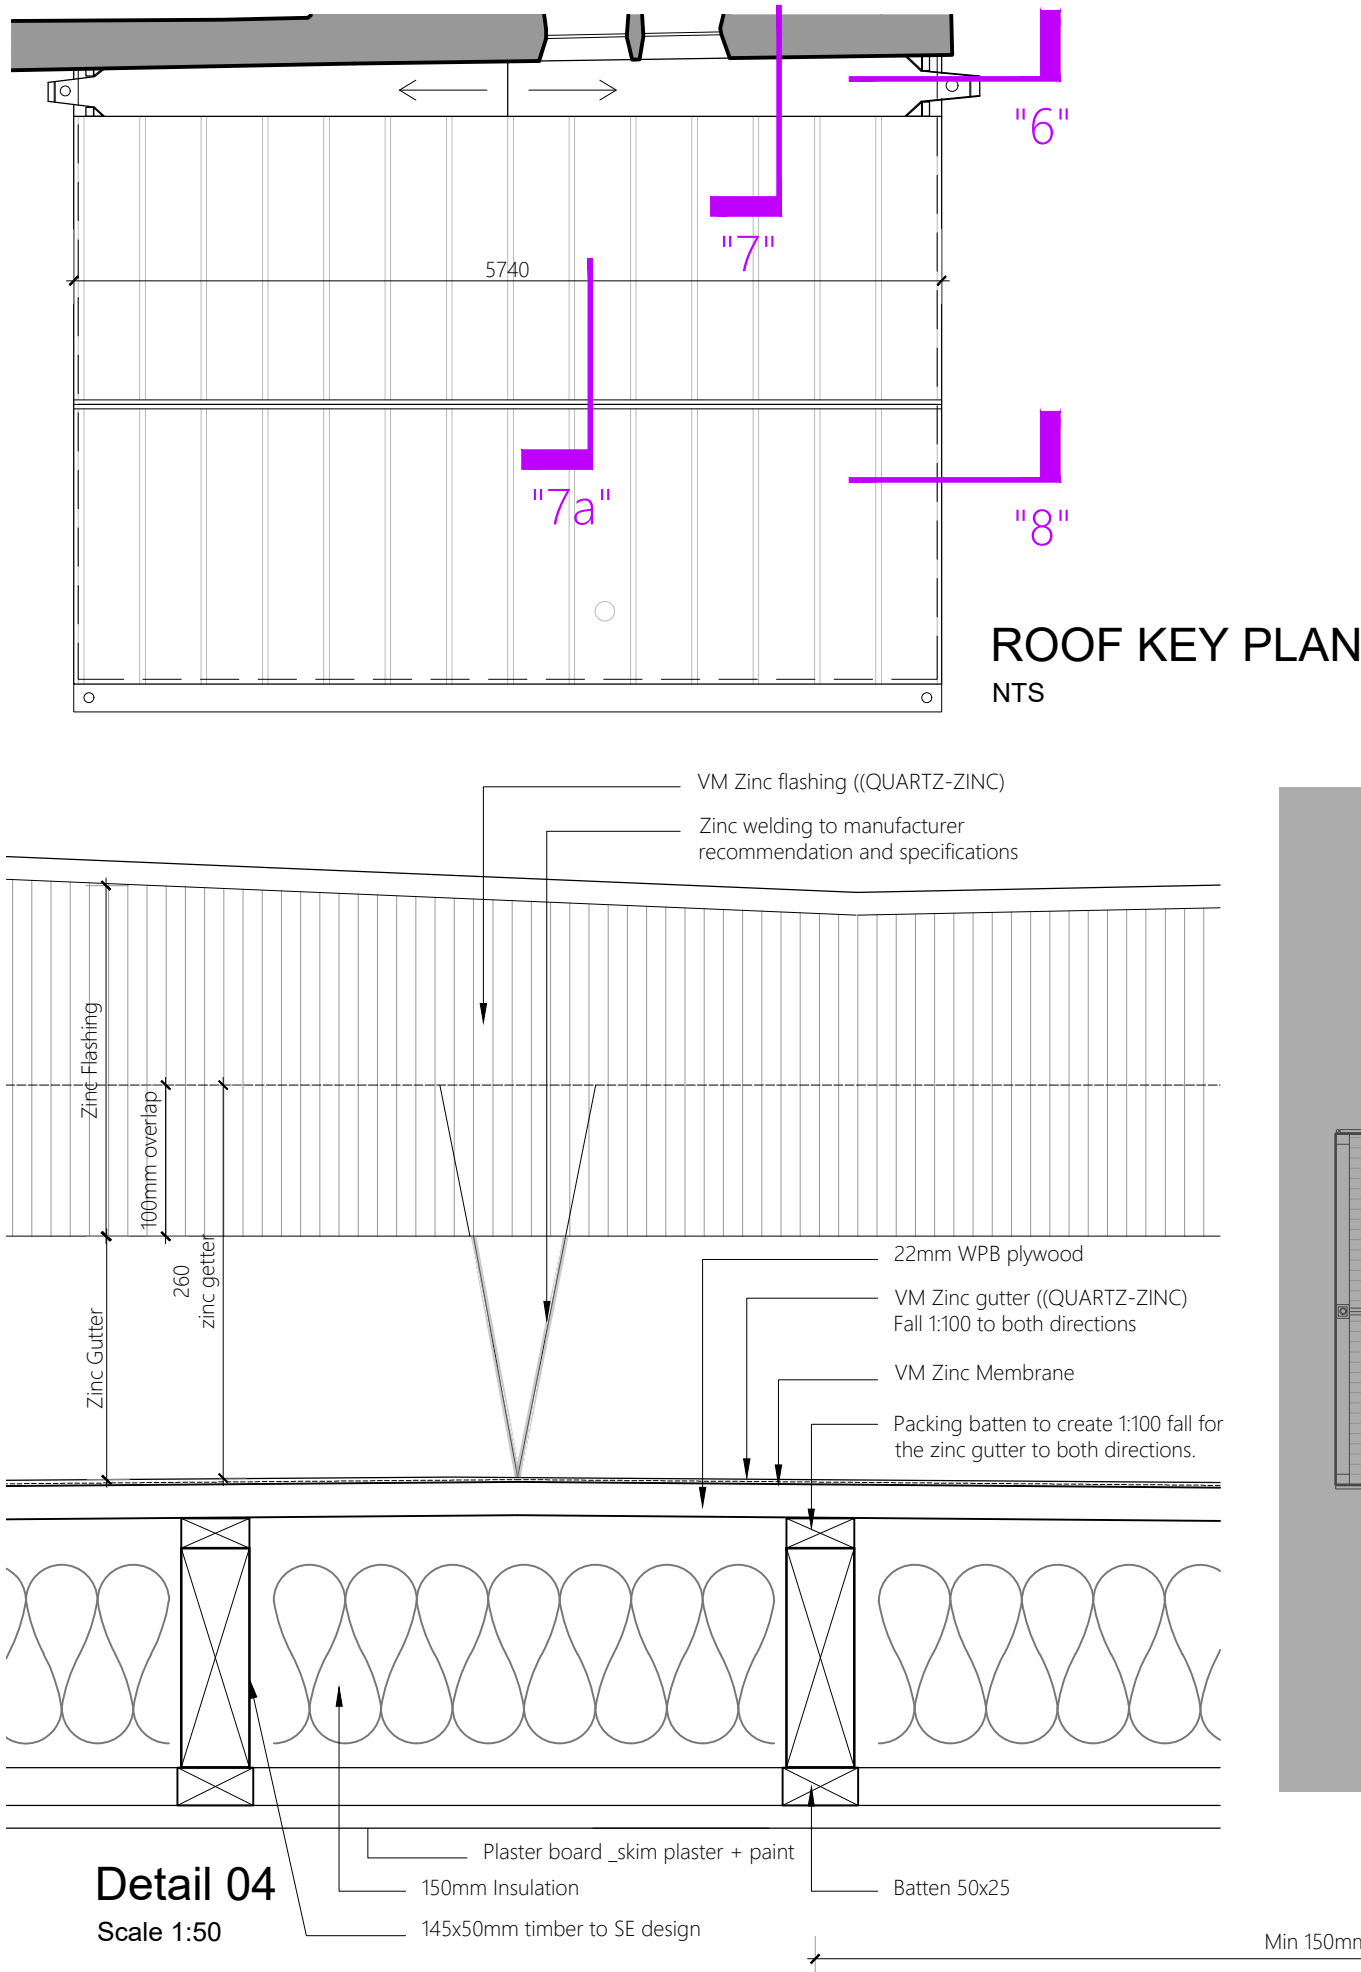 "6"
"7"
5740
"7a"
"8"
ROOF KEY PLAN
NTS
VM Zinc flashing ((QUARTZ-ZINC)
Zinc welding to manufacturer
recommendation and specifications
Zinc Flashing
100mm overlap
260
zinc getter
Zinc Gutter
22mm WPB plywood
VM Zinc gutter ((QUARTZ-ZINC)
Fall 1:100 to both directions
VM Zinc Membrane
Packing batten to create 1:100 fall for
the zinc gutter to both directions.
Plaster board _skim plaster + paint
Detail 04
150mm Insulation
Batten 50x25
Scale 1:50
145x50mm timber to SE design
Min 150mm